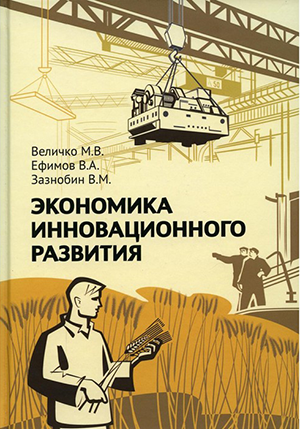 Величко М.В.
Ефимов В.А.
Зазнобин В.М.
ЭКОНОМИКА
ИННОВАЦИОННОГО
РАЗВИТИЯ